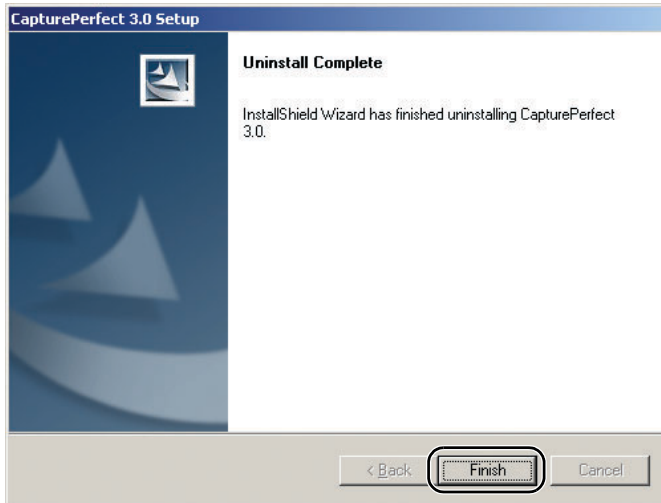 CapturePerfect 3.0 Setup
Uninstall Complete
InstallShield Wizard has finished uninstalling CapturePerfect
3.0.
< Back Finish Cancel